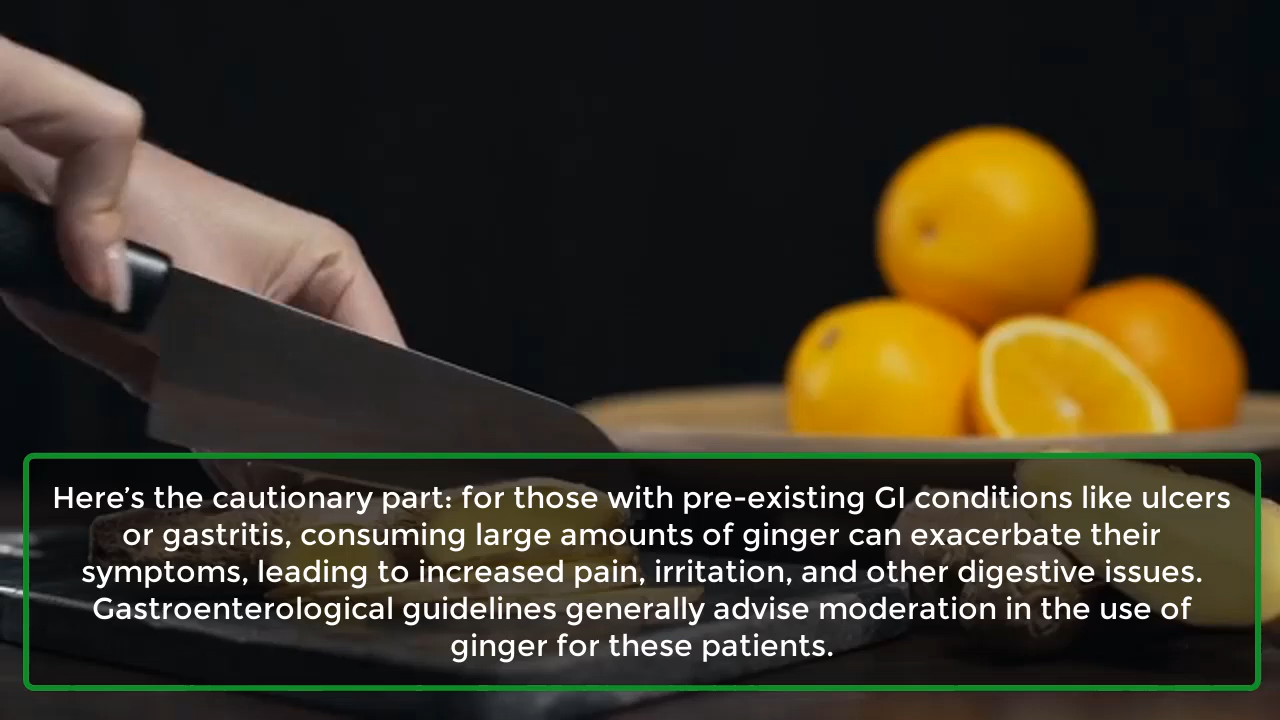 Here’s the cautionary part: for those with pre-existing GI conditions like ulcers
or gastritis, consuming large amounts of ginger can exacerbate their
symptoms, leading to increased pain, irritation, and other digestive issues.
Gastroenterological guidelines generally advise moderation in the use of
ginger for these patients.